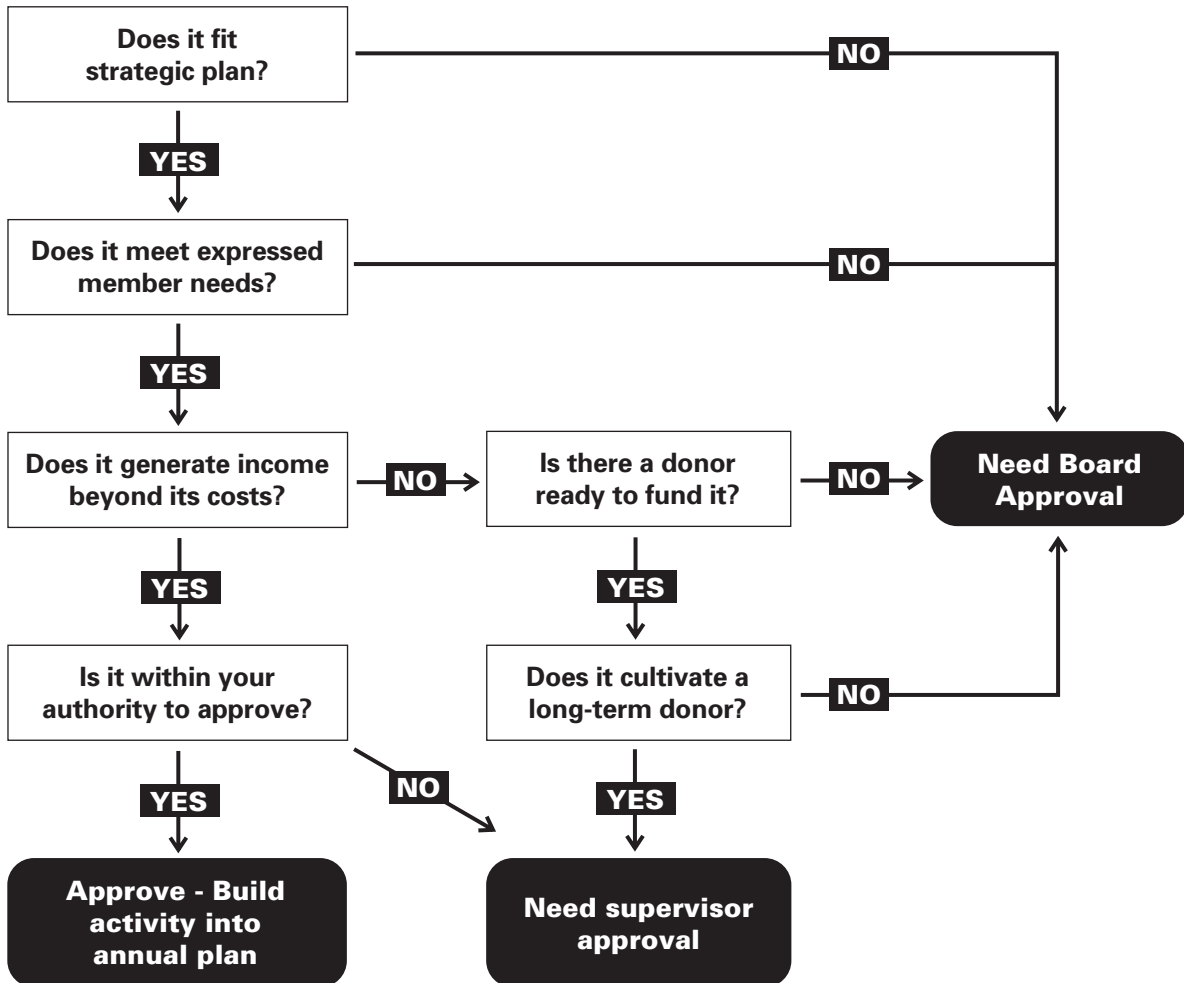 Does it fit
strategic plan?
NO
YES
Does it meet expressed
member needs?
NO
YES
Does it generate income
beyond its costs?
NO
Is there a donor
ready to fund it?
NO
Need Board
Approval
YES
YES
Is it within your
authority to approve?
Does it cultivate a
long-term donor?
NO
YES
NO
YES
Approve - Build
activity into
annual plan
Need supervisor
approval